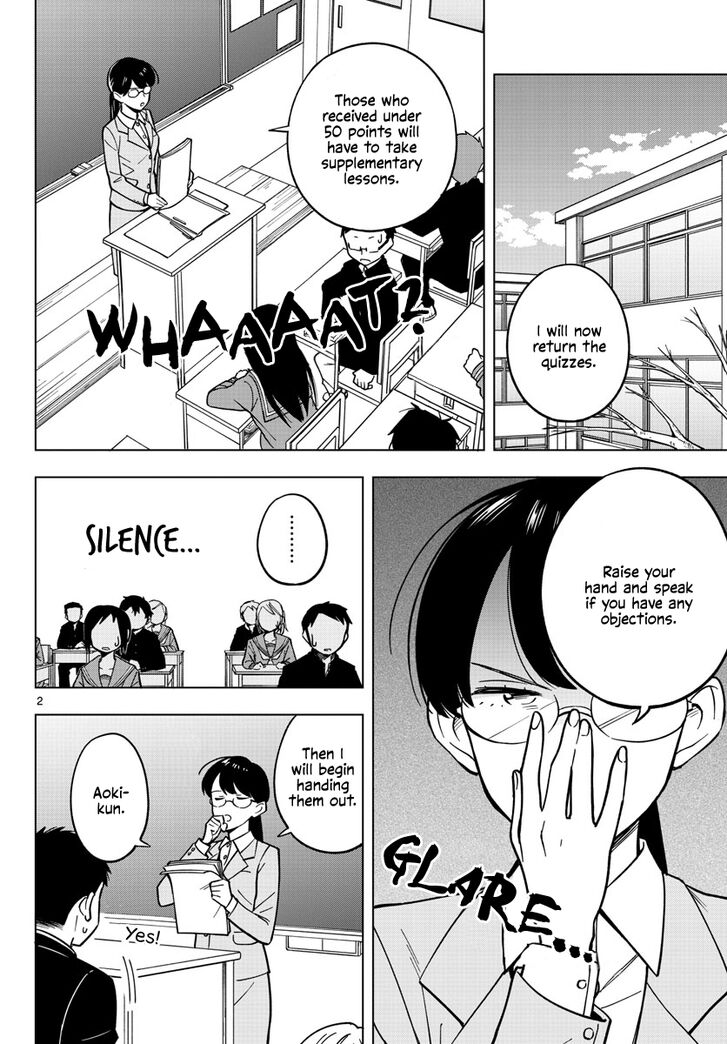 I will now
return the
quizzes.
Those who
received under
50 points will
have to take
supplementary
lessons.
WHAAAAAT?
Raise your
hand and speak
if you have any
objections.
GLARE...
.........
SILENCE...
2
Then I
will begin
handing
them out.
Aoki-
kun.
Yes!